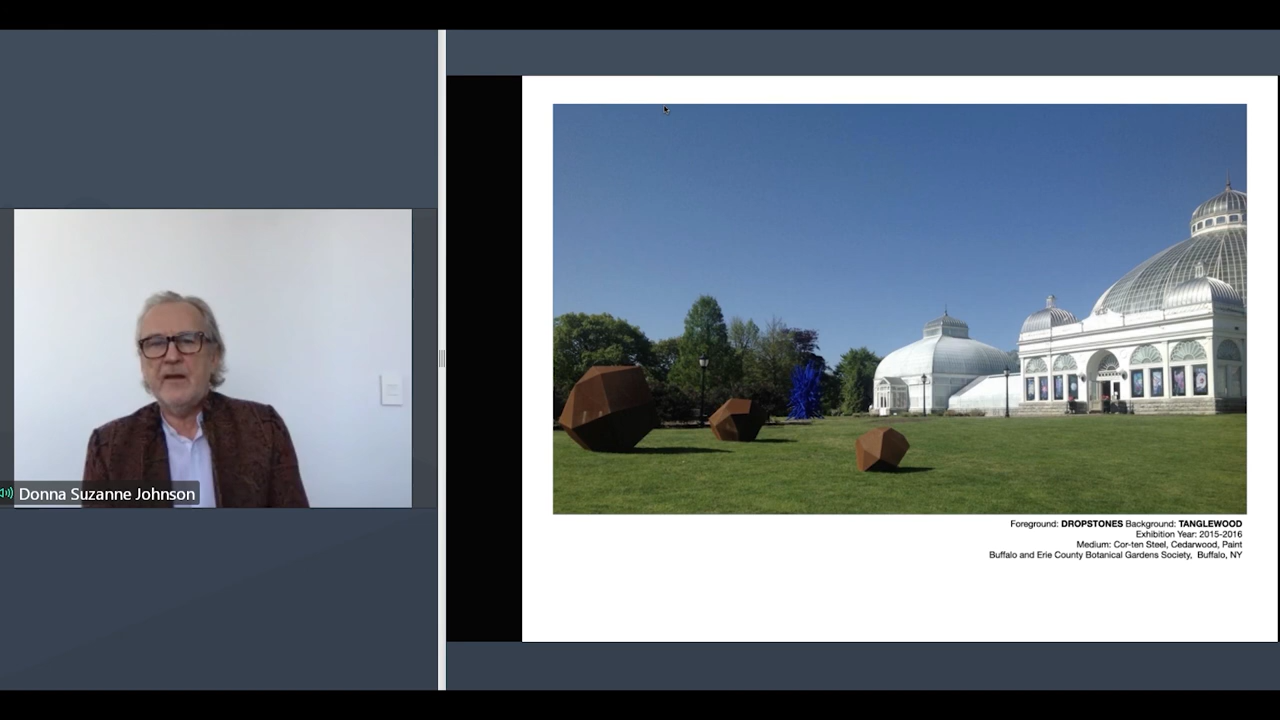 Donna Suzanne Johnson
Foreground: DROPSTONES Background: TANGLEWOOD
Exhibition Year: 2015-2016
Medium: Cor-ten Steel, Cedarwood, Paint
Buffalo and Erie County Botanical Gardens Society, Buffalo, NY